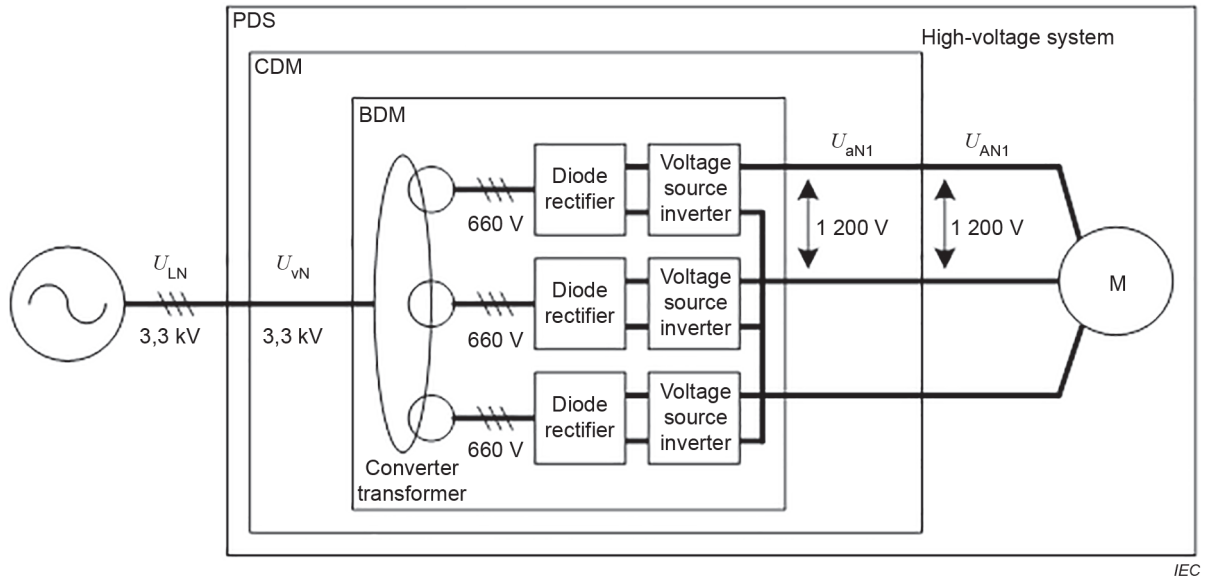 PDS
High-voltage system
CDM
BDM
U_aN1
U_AN1
Diode
rectifier
Voltage
source
inverter
660 V
1 200 V
1 200 V
U_LN
U_vN
3,3 kV
3,3 kV
Diode
rectifier
Voltage
source
inverter
660 V
M
Diode
rectifier
Voltage
source
inverter
660 V
Converter
transformer
IEC